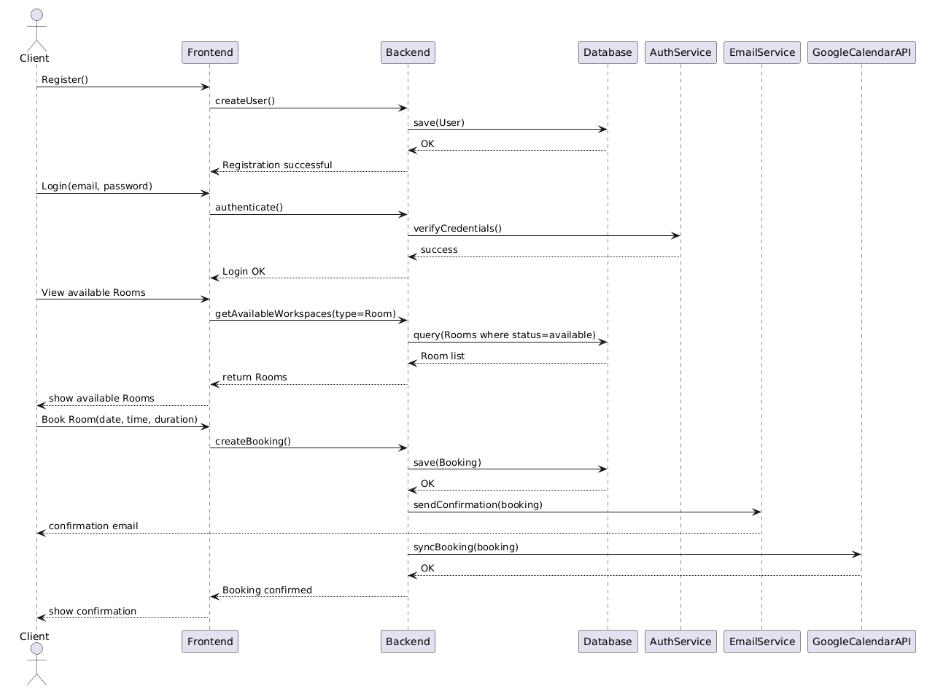 Client
Frontend
Backend
Database
AuthService
EmailService
GoogleCalendarAPI
Register()
createUser()
save(User)
OK
Registration successful
Login(email, password)
authenticate()
verifyCredentials()
success
Login OK
View available Rooms
getAvailableWorkspaces(type=Room)
query(Rooms where status=available)
Room list
return Rooms
show available Rooms
Book Room(date, time, duration)
createBooking()
save(Booking)
OK
sendConfirmation(booking)
confirmation email
syncBooking(booking)
OK
Booking confirmed
show confirmation
Client
Frontend
Backend
Database
AuthService
EmailService
GoogleCalendarAPI